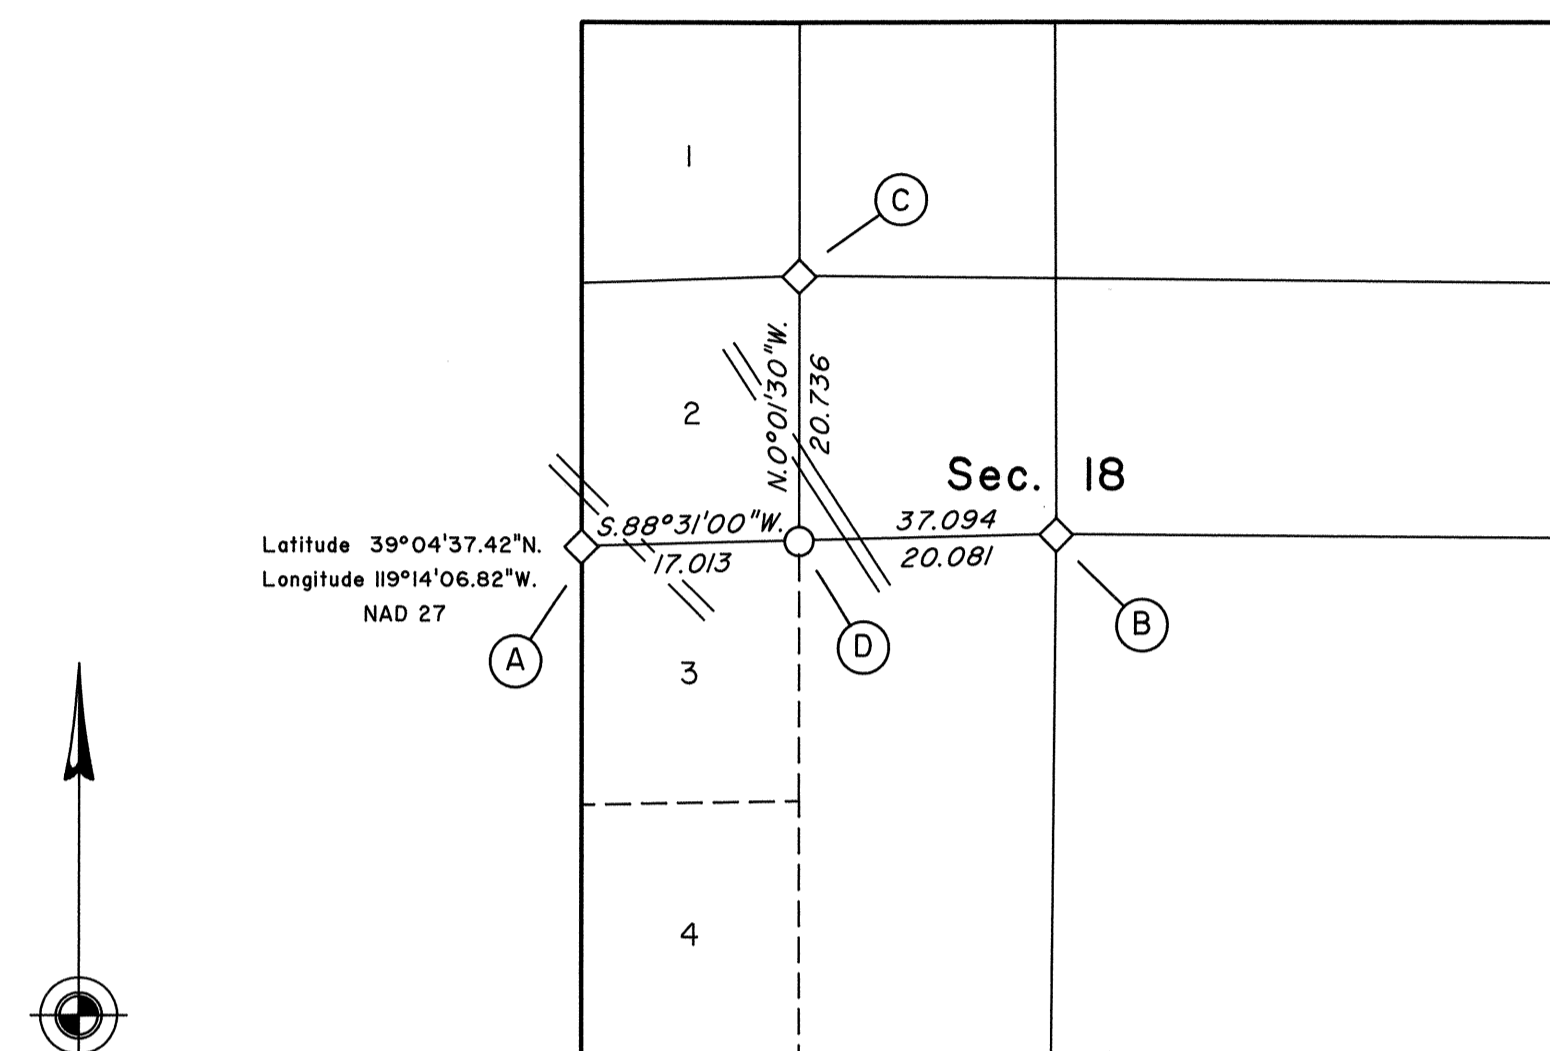 1
C
N.0°01'30"W.
20.736
2
Sec. 18
S.88°31'00"W.
37.094
17.013
20.081
Latitude 39°04'37.42"N.
Longitude 119°14'06.82"W.
NAD 27
A
D
B
3
4